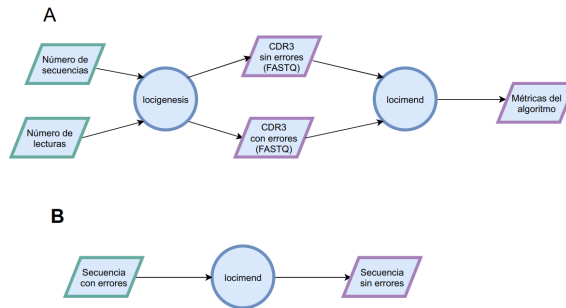 A
Número de
secuencias
Número de
lecturas
locigenesis
CDR3
sin errores
(FASTQ)
CDR3
con errores
(FASTQ)
locimend
Métricas del
algoritmo
B
Secuencia
con errores
locimend
Secuencia
sin errores